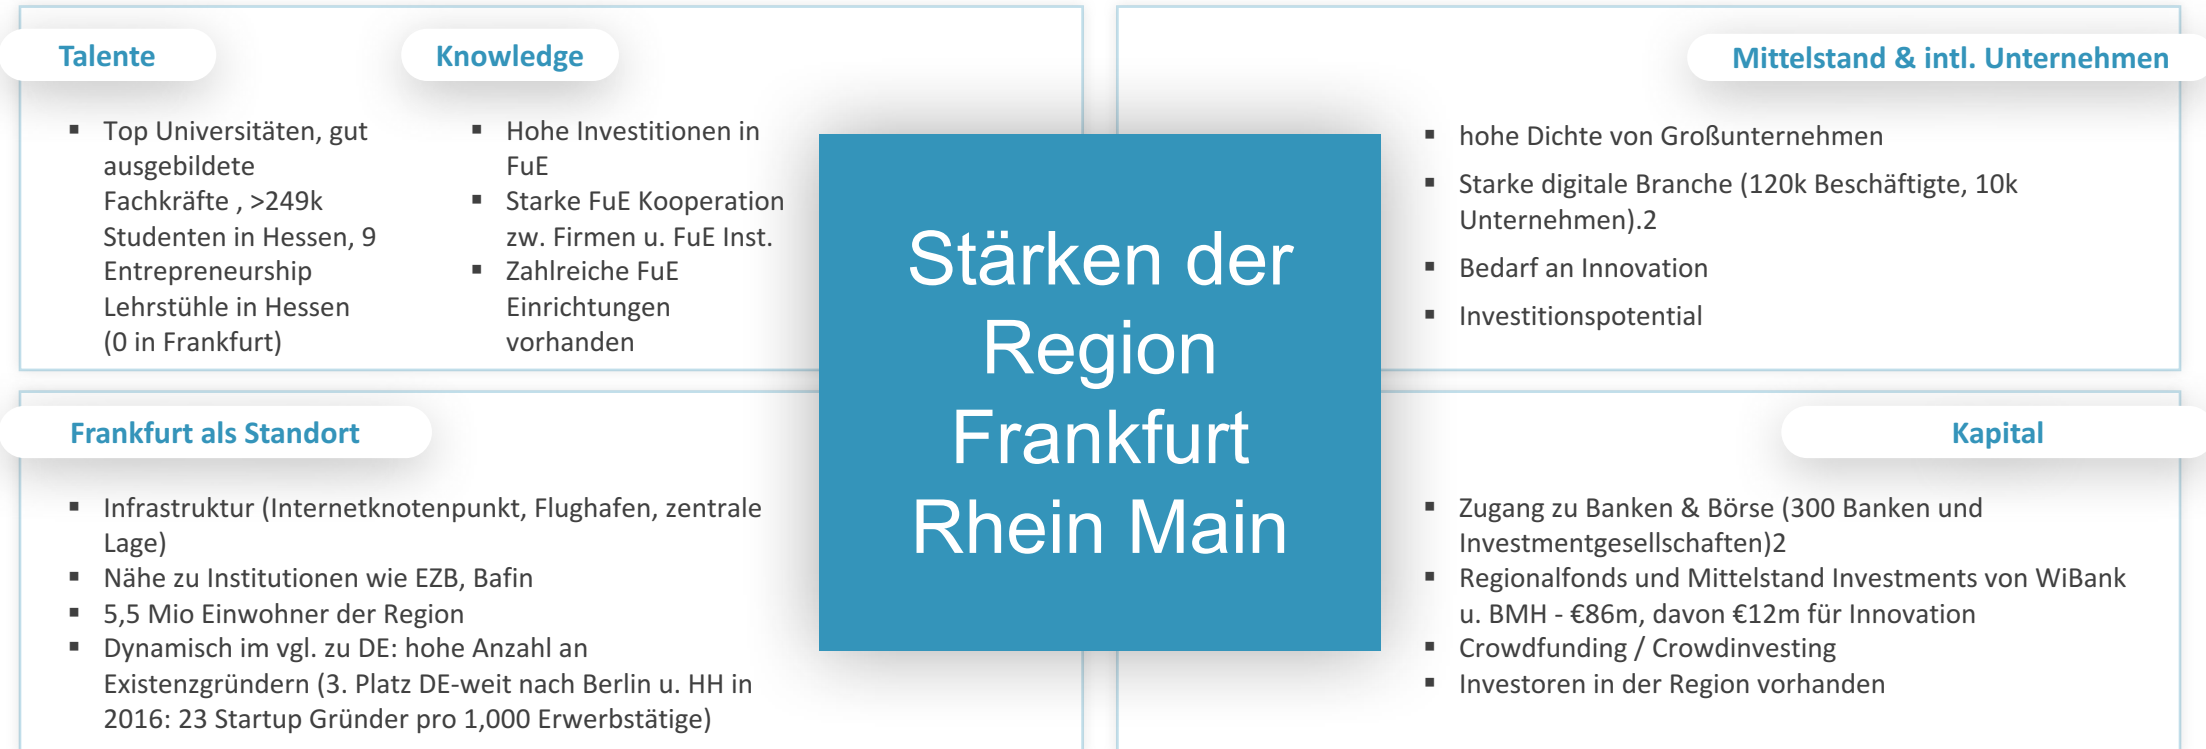 Talente
Top Universitäten, gut
ausgebildete
Fachkräfte , >249k
Studenten in Hessen, 9
Entrepreneurship
Lehrstühle in Hessen
(0 in Frankfurt)
Knowledge
Hohe Investitionen in
FuE
Starke FuE Kooperation
zw. Firmen u. FuE Inst.
Zahlreiche FuE
Einrichtungen
vorhanden
Mittelstand & intl. Unternehmen
hohe Dichte von Großunternehmen
Starke digitale Branche (120k Beschäftigte, 10k
Unternehmen).2
Bedarf an Innovation
Investitionspotential
Stärken der
Region
Frankfurt
Rhein Main
Frankfurt als Standort
Infrastruktur (Internetknotenpunkt, Flughafen, zentrale
Lage)
Nähe zu Institutionen wie EZB, Bafin
5,5 Mio Einwohner der Region
Dynamisch im vgl. zu DE: hohe Anzahl an
Existenzgründern (3. Platz DE-weit nach Berlin u. HH in
2016: 23 Startup Gründer pro 1,000 Erwerbstätige)
Kapital
Zugang zu Banken & Börse (300 Banken und
Investmentgesellschaften)2
Regionalfonds und Mittelstand Investments von WiBank
u. BMH - €86m, davon €12m für Innovation
Crowdfunding / Crowdinvesting
Investoren in der Region vorhanden